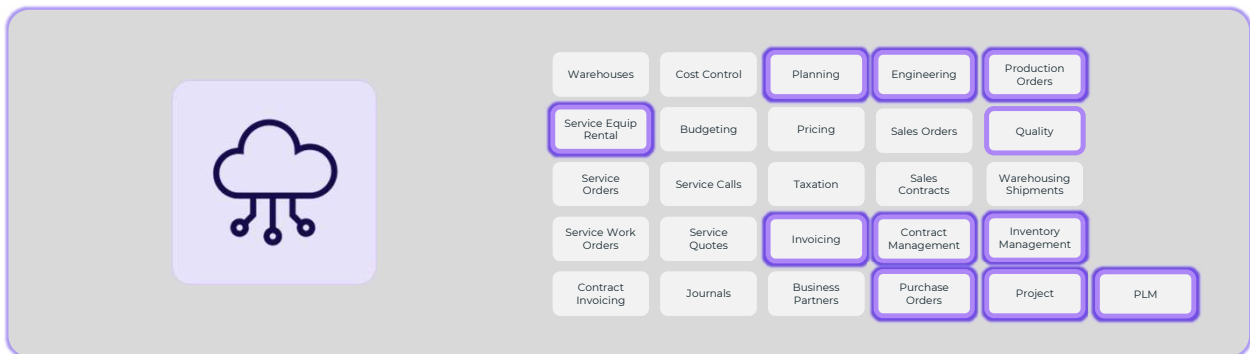 Warehouses
Cost Control
Planning
Engineering
Production
Orders
Service Equip
Rental
Budgeting
Pricing
Sales Orders
Quality
Service
Orders
Service Calls
Taxation
Sales
Contracts
Warehousing
Shipments
Service Work
Orders
Service
Quotes
Invoicing
Contract
Management
Inventory
Management
Contract
Invoicing
Journals
Business
Partners
Purchase
Orders
Project
PLM